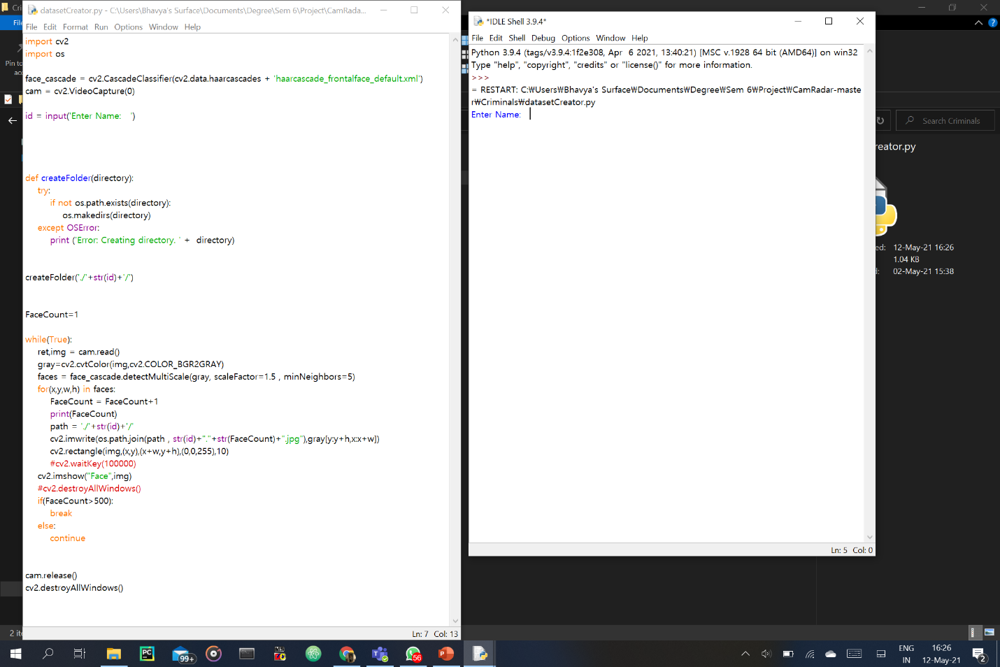 Cri
datasetCreator.py - C:\Users\Bhavya's Surface\Documents\Degree\Sem 6\Project\CamRada...
File Edit Format Run Options Window Help
import cv2
import os
face_cascade = cv2.CascadeClassifier(cv2.data.haarcascades + 'haarcascade_frontalface_default.xml')
cam = cv2.VideoCapture(0)
id = input('Enter Name:   ')
def createFolder(directory):
    try:
        if not os.path.exists(directory):
            os.makedirs(directory)
    except OSError:
        print ('Error: Creating directory. ' +  directory)
createFolder('./'+str(id)+'/')
FaceCount=1
while(True):
    ret,img = cam.read()
    gray=cv2.cvtColor(img,cv2.COLOR_BGR2GRAY)
    faces = face_cascade.detectMultiScale(gray, scaleFactor=1.5 , minNeighbors=5)
    for(x,y,w,h) in faces:
        FaceCount = FaceCount+1
        print(FaceCount)
        path = './'+str(id)+'/'
        cv2.imwrite(os.path.join(path , str(id)+"."+str(FaceCount)+".jpg"),gray[y:y+h,x:x+w])
        cv2.rectangle(img,(x,y),(x+w,y+h),(0,0,255),10)
        #cv2.waitKey(100000)
    cv2.imshow("Face",img)
    #cv2.destroyAllWindows()
    if(FaceCount>500):
        break
    else:
        continue
cam.release()
cv2.destroyAllWindows()
Ln: 7 Col: 13
File
Pin to
acc
2 ite
*IDLE Shell 3.9.4*
File Edit Shell Debug Options Window Help
Python 3.9.4 (tags/v3.9.4:1f2e308, Apr  6 2021, 13:40:21) [MSC v.1928 64 bit (AMD64)] on win32
Type "help", "copyright", "credits" or "license()" for more information.
>>>
= RESTART: C:₩Users₩Bhavya's Surface₩Documents₩Degree₩Sem 6₩Project₩CamRadar-maste
r₩Criminals₩datasetCreator.py
Enter Name:
Ln: 5 Col: 0
Search Criminals
reator.py
ed: 12-May-21 16:26
1.04 KB
d: 02-May-21 15:38
PC
99+
56
P
ENG
IN
16:26
12-May-21
2